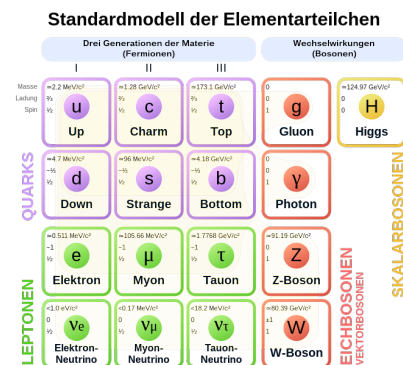 Standardmodell der Elementarteilchen
Drei Generationen der Materie
(Fermionen)
Wechselwirkungen
(Bosonen)
I II III
Masse
Ladung
Spin
≃2.2 MeV/c²
⅔
½
u
Up
≃1.28 GeV/c²
⅔
½
c
Charm
≃173.1 GeV/c²
⅔
½
t
Top
0
0
1
g
Gluon
≃124.97 GeV/c²
0
0
H
Higgs
QUARKS
≃4.7 MeV/c²
−⅓
½
d
Down
≃96 MeV/c²
−⅓
½
s
Strange
≃4.18 GeV/c²
−⅓
½
b
Bottom
0
0
1
γ
Photon
SKALARBOSONEN
LEPTONEN
≃0.511 MeV/c²
−1
½
e
Elektron
≃105.66 MeV/c²
−1
½
μ
Myon
≃1.7768 GeV/c²
−1
½
τ
Tauon
≃91.19 GeV/c²
0
1
Z
Z-Boson
EICHBOSONEN
VEKTORBOSONEN
<1.0 eV/c²
0
½
νe
Elektron-
Neutrino
<0.17 MeV/c²
0
½
νμ
Myon-
Neutrino
<18.2 MeV/c²
0
½
ντ
Tauon-
Neutrino
≃80.39 GeV/c²
±1
1
W
W-Boson